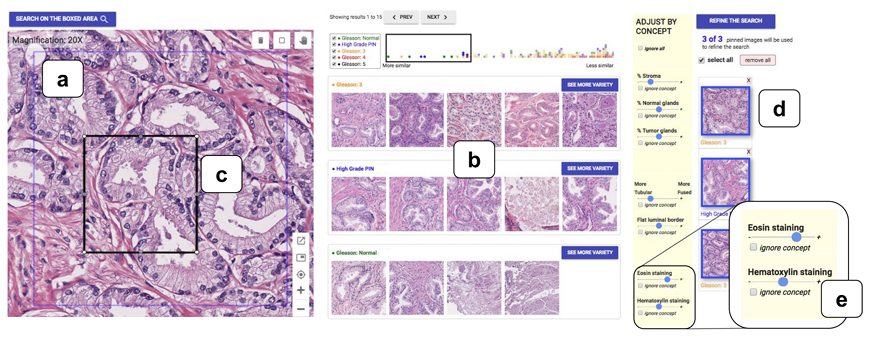 SEARCH ON THE BOXED AREA
Magnification: 20X
a
c
Showing results 1 to 15
PREV
NEXT
Gleason: Normal
High Grade PIN
Gleason: 3
Gleason: 4
Gleason: 5
More similar
Less similar
Gleason: 3
SEE MORE VARIETY
b
High Grade PIN
SEE MORE VARIETY
Gleason: Normal
SEE MORE VARIETY
ADJUST BY
CONCEPT
ignore all
% Stroma
- +
ignore concept
% Normal glands
- +
ignore concept
% Tumor glands
- +
ignore concept
More More
Tubular Fused
ignore concept
Flat luminal border
- +
ignore concept
Eosin staining
- +
ignore concept
Hematoxylin staining
- +
ignore concept
REFINE THE SEARCH
3 of 3 pinned images will be used
to refine the search
select all
remove all
X
Gleason: 3
d
X
High Grade
Gleason: 3
Eosin staining
- +
ignore concept
Hematoxylin staining
- +
ignore concept
e